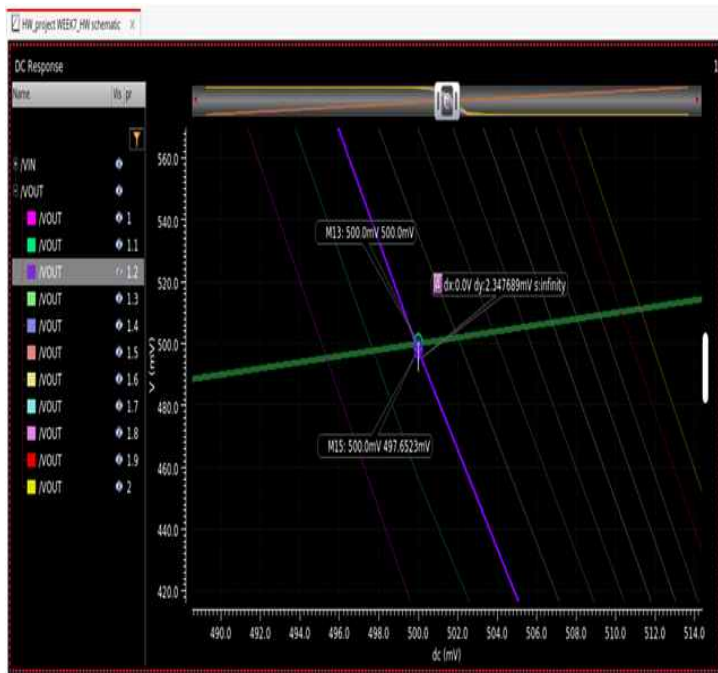 HW_project WEEK7_HW schematic x
DC Response
1
Name Vis pr
/VIN
/VOUT
/VOUT 1
/VOUT 1.1
/VOUT 1.2
/VOUT 1.3
/VOUT 1.4
/VOUT 1.5
/VOUT 1.6
/VOUT 1.7
/VOUT 1.8
/VOUT 1.9
/VOUT 2
V (mV)
560.0
540.0
520.0
500.0
480.0
460.0
440.0
420.0
M13: 500.0mV 500.0mV
A dx:0.0V dy:2.347689mV s:infinity
M15: 500.0mV 497.6523mV
490.0 492.0 494.0 496.0 498.0 500.0 502.0 504.0 506.0 508.0 510.0 512.0 514.0
dc (mV)